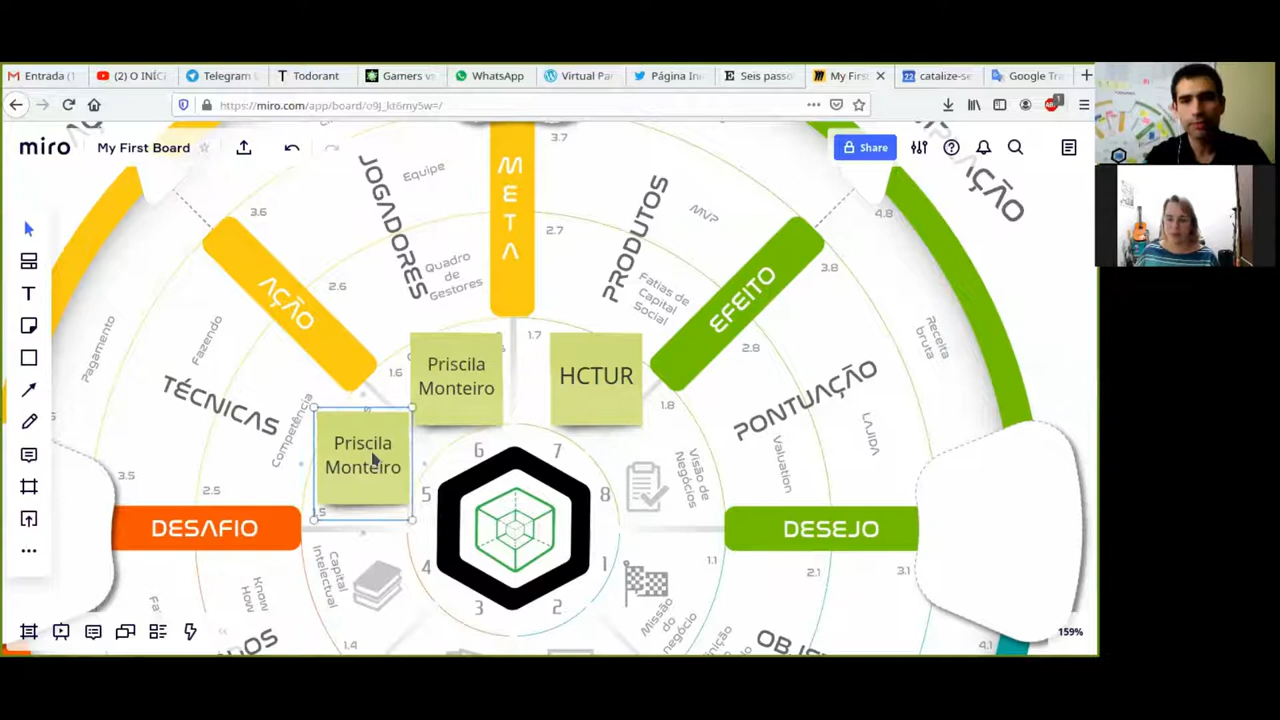 Entrada (1
(2) O INÍCI
Telegram
Todorant
Gamers vs
WhatsApp
Virtual Par
Página Ini
Seis passo
My First
catalize-se
Google Tra
https://miro.com/app/board/o9J_kt6my5w=/
miro
My First Board
Share
JOGADORES
Equipe
Quadro
de
Gestores
META
3.7
2.7
1.7
PRODUTOS
MVP
Fatias de
Capital
Social
4.8
3.8
2.8
1.8
3.6
2.6
1.6
AÇÃO
EFEITO
Pagamento
Fazendo
TÉCNICAS
Competência
Priscila
Monteiro
HCTUR
Priscila
Monteiro
PONTUAÇÃO
Receita
bruta
LAJIDA
Valuation
Visão de
Negócios
3.5
2.5
1.5
6
7
5
8
4
1
3
2
DESAFIO
DESEJO
Capital
Intelectual
Know
How
1.1
2.1
3.1
4.1
1.4
Missão
do
negócio
159%